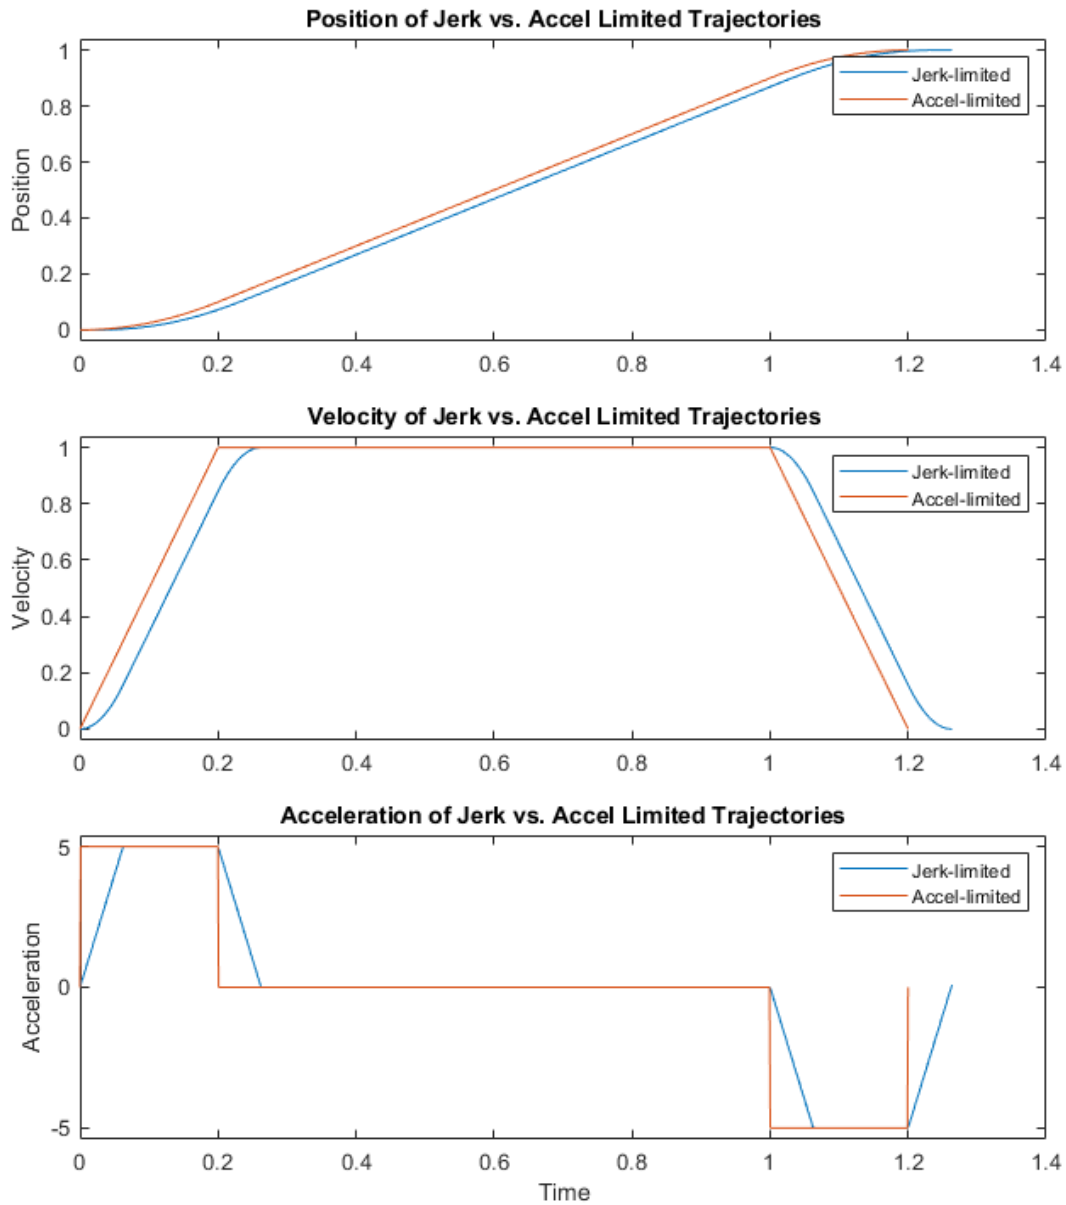 Position of Jerk vs. Accel Limited Trajectories
1
0.8
0.6
0.4
0.2
0
Position
Jerk-limited
Accel-limited
0 0.2 0.4 0.6 0.8 1 1.2 1.4
Velocity of Jerk vs. Accel Limited Trajectories
1
0.8
0.6
0.4
0.2
0
Velocity
Jerk-limited
Accel-limited
0 0.2 0.4 0.6 0.8 1 1.2 1.4
Acceleration of Jerk vs. Accel Limited Trajectories
5
0
-5
Acceleration
Jerk-limited
Accel-limited
0 0.2 0.4 0.6 0.8 1 1.2 1.4
Time